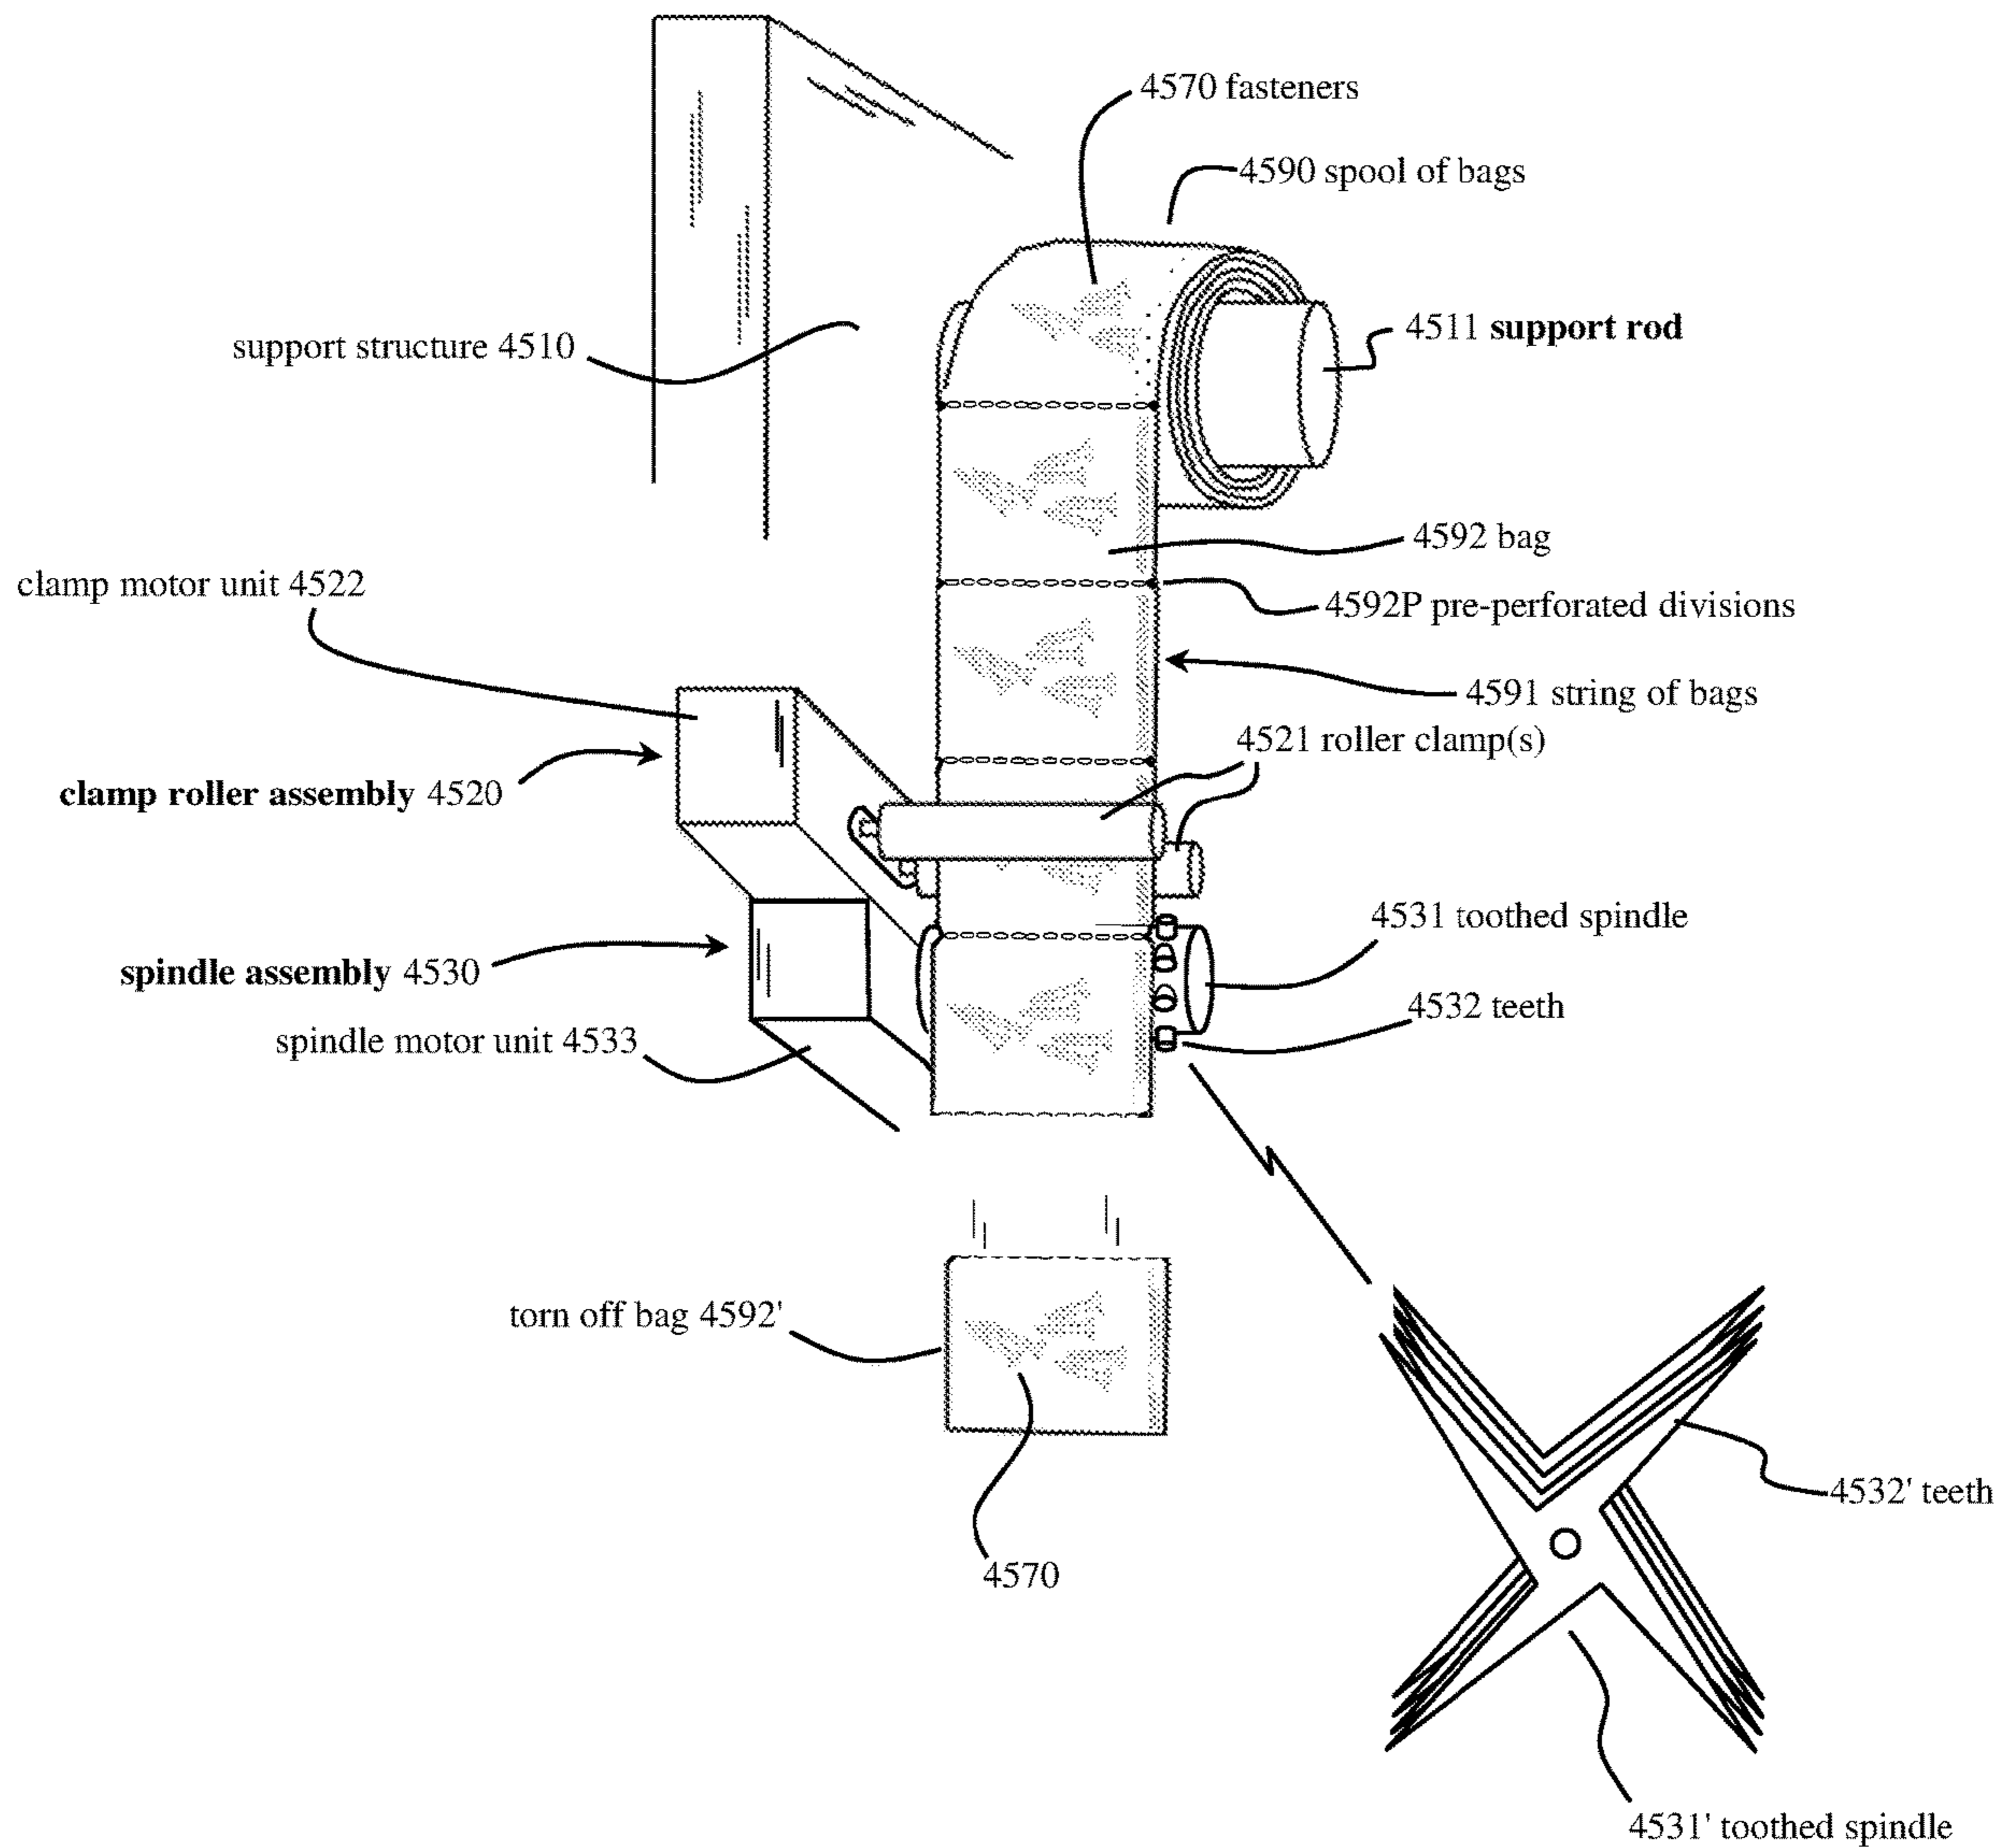 4570 fasteners
4590 spool of bags
support structure 4510
4511 support rod
4592 bag
clamp motor unit 4522
4592P pre-perforated divisions
4591 string of bags
4521 roller clamp(s)
clamp roller assembly 4520
4531 toothed spindle
spindle assembly 4530
4532 teeth
spindle motor unit 4533
torn off bag 4592'
4532' teeth
4570
4531' toothed spindle